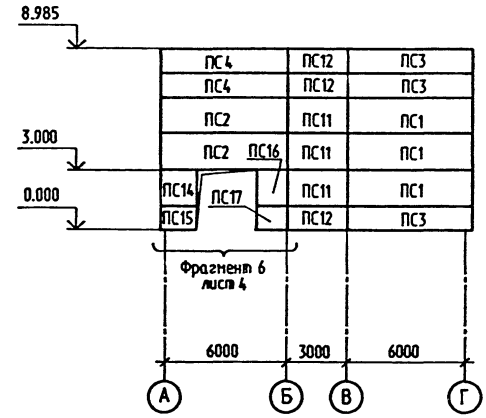 8.985
ПС4 ПС12 ПС3
ПС4 ПС12 ПС3
ПС2 ПС11 ПС1
3.000
ПС2 ПС16 ПС11 ПС1
ПС14 ПС11 ПС1
0.000
ПС17
ПС15 ПС12 ПС3
Фрагмент 6
лист 4
6000 3000 6000
А Б В Г